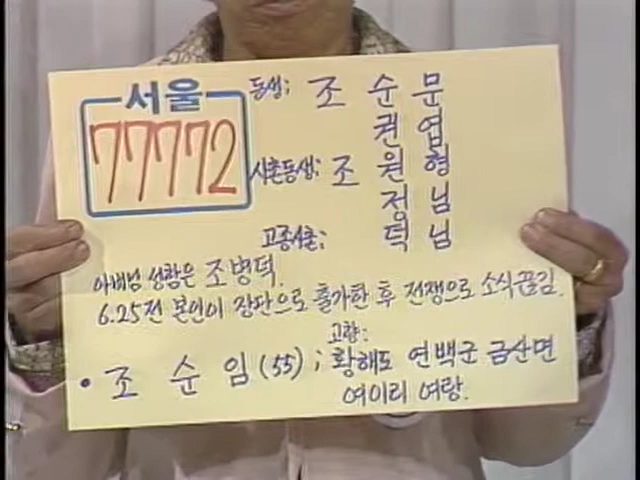 서울
77772
동생; 조 순 문
권 엽
사촌동생; 조 원 형
정 님
고종사촌; 덕 님
아버님 성함은 조병덕.
6.25전 본인이 장단으로 출가한 후 전쟁으로 소식끊김.
고향:
• 조 순 임 (55) ; 황해도 연백군 금산면
여이리 여랑.